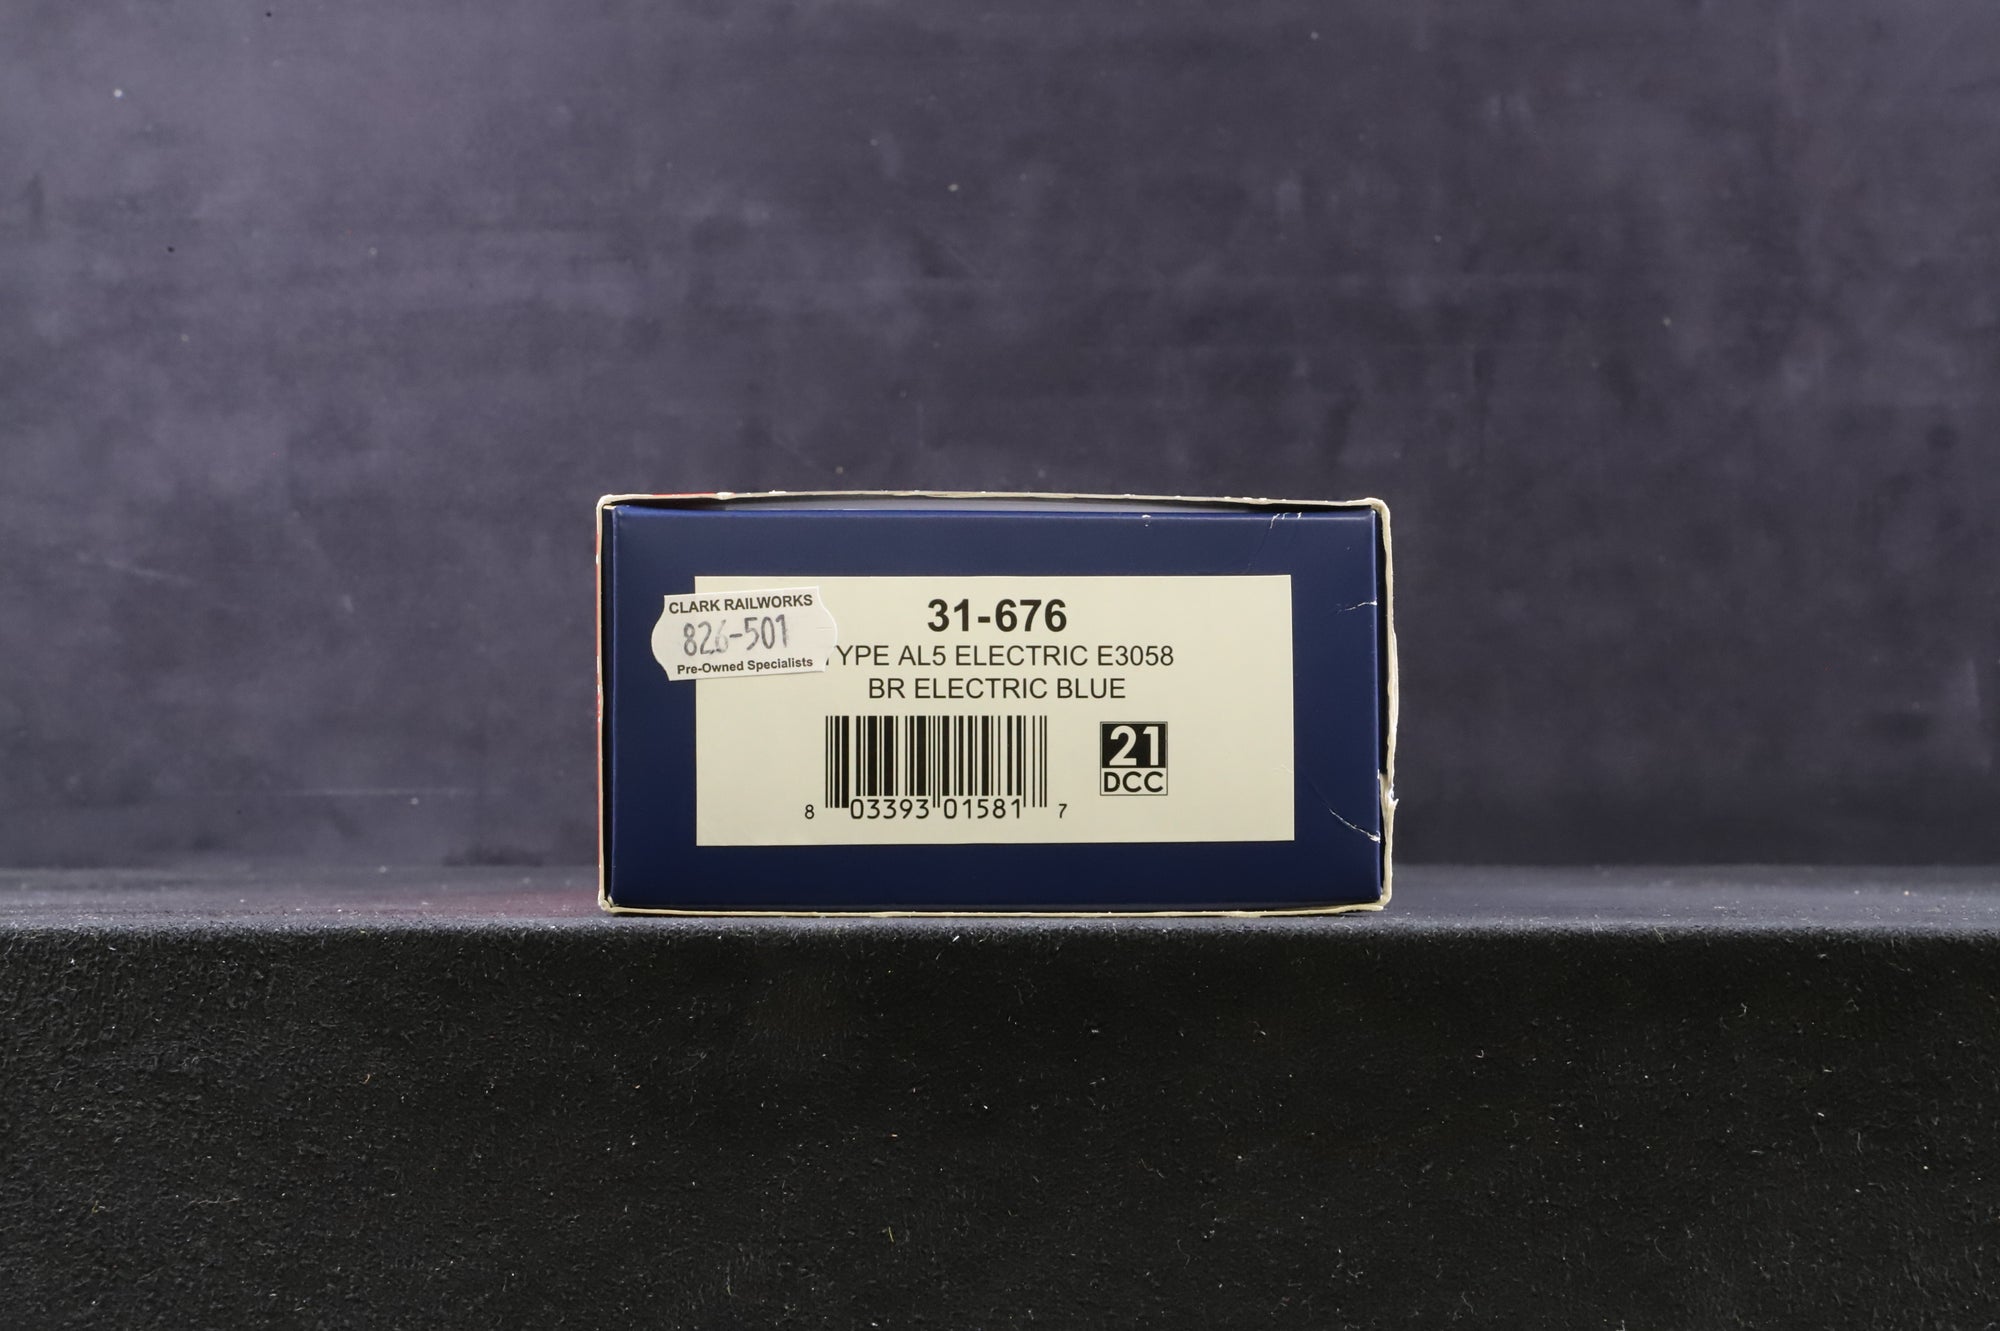 CLARK RAILWORKS
826-501
Pre-Owned Specialists
31-676
TYPE AL5 ELECTRIC E3058
BR ELECTRIC BLUE
8 03393 01581 7
21
DCC